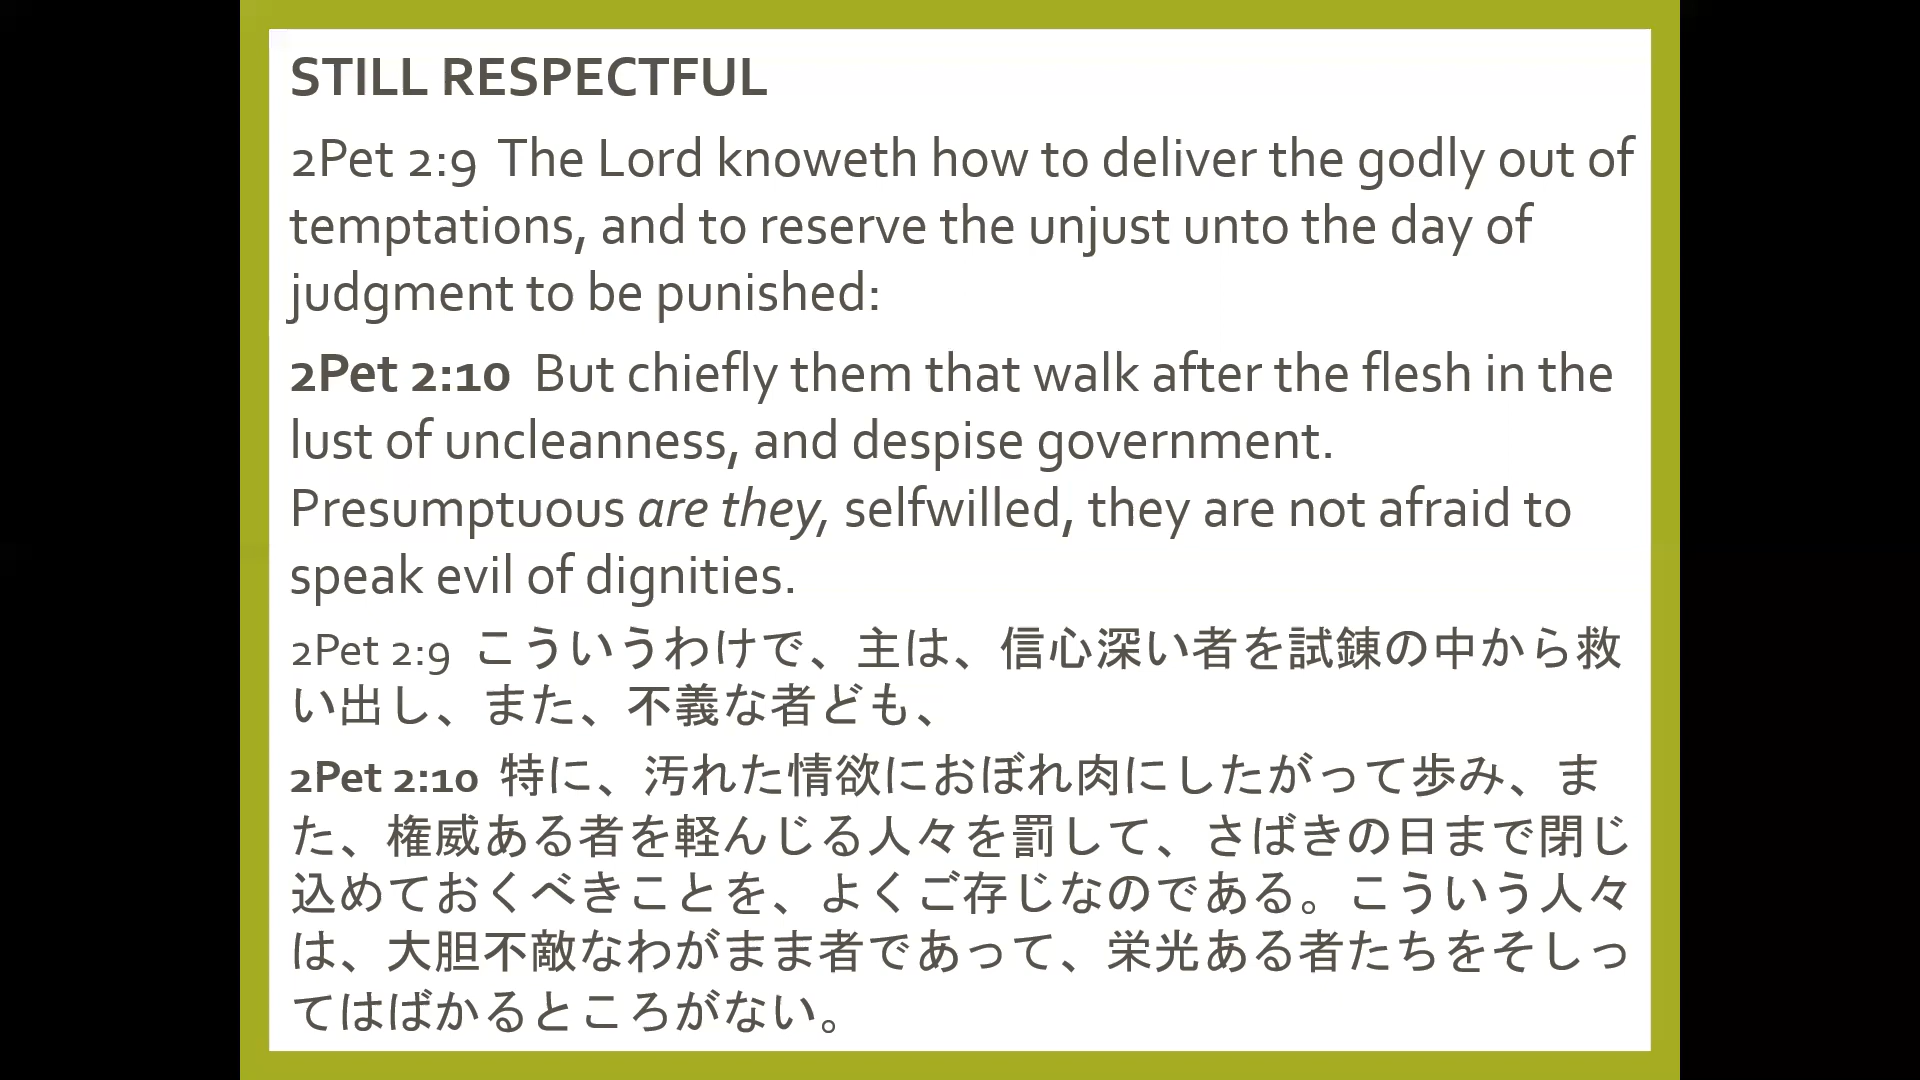 STILL RESPECTFUL
2Pet 2:9  The Lord knoweth how to deliver the godly out of
temptations, and to reserve the unjust unto the day of
judgment to be punished:
2Pet 2:10  But chiefly them that walk after the flesh in the
lust of uncleanness, and despise government.
Presumptuous are they, selfwilled, they are not afraid to
speak evil of dignities.
2Pet 2:9  こういうわけで、主は、信心深い者を試錬の中から救
い出し、また、不義な者ども、
2Pet 2:10  特に、汚れた情欲におぼれ肉にしたがって歩み、ま
た、権威ある者を軽んじる人々を罰して、さばきの日まで閉じ
込めておくべきことを、よくご存じなのである。こういう人々
は、大胆不敵なわがまま者であって、栄光ある者たちをそしっ
てはばかるところがない。